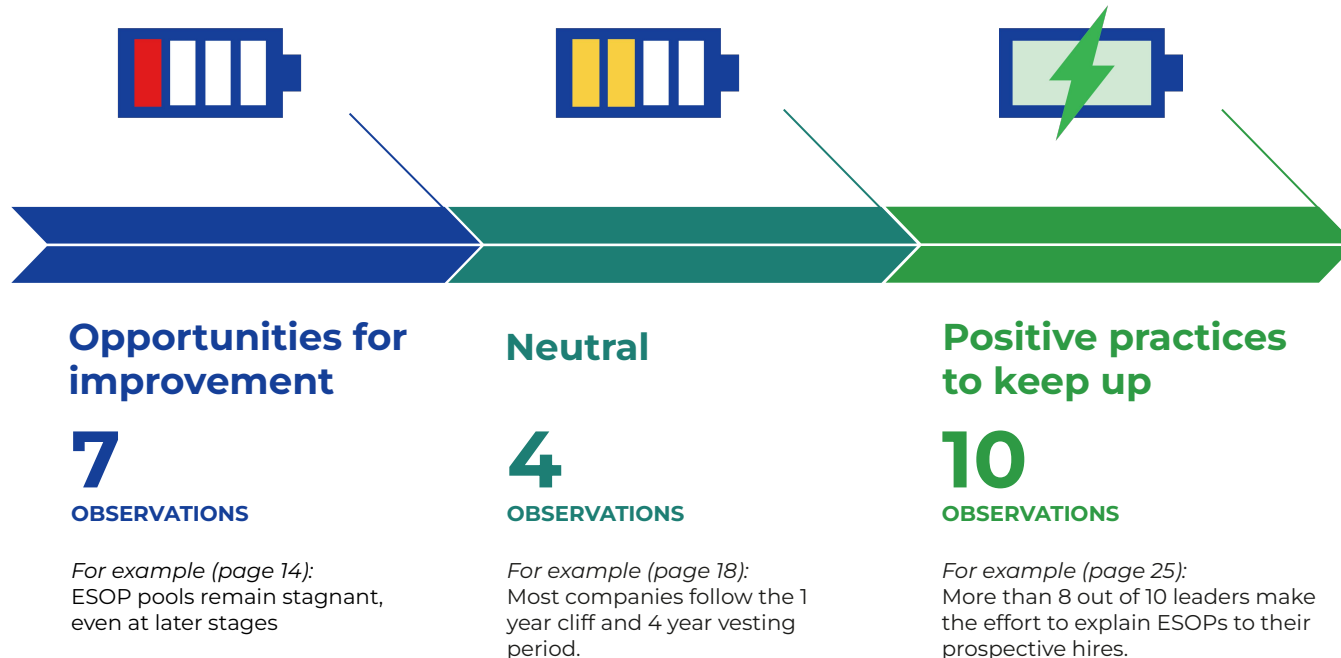 Opportunities for
improvement
7
OBSERVATIONS
For example (page 14):
ESOP pools remain stagnant,
even at later stages
Neutral
4
OBSERVATIONS
For example (page 18):
Most companies follow the 1
year cliff and 4 year vesting
period.
Positive practices
to keep up
10
OBSERVATIONS
For example (page 25):
More than 8 out of 10 leaders make
the effort to explain ESOPs to their
prospective hires.